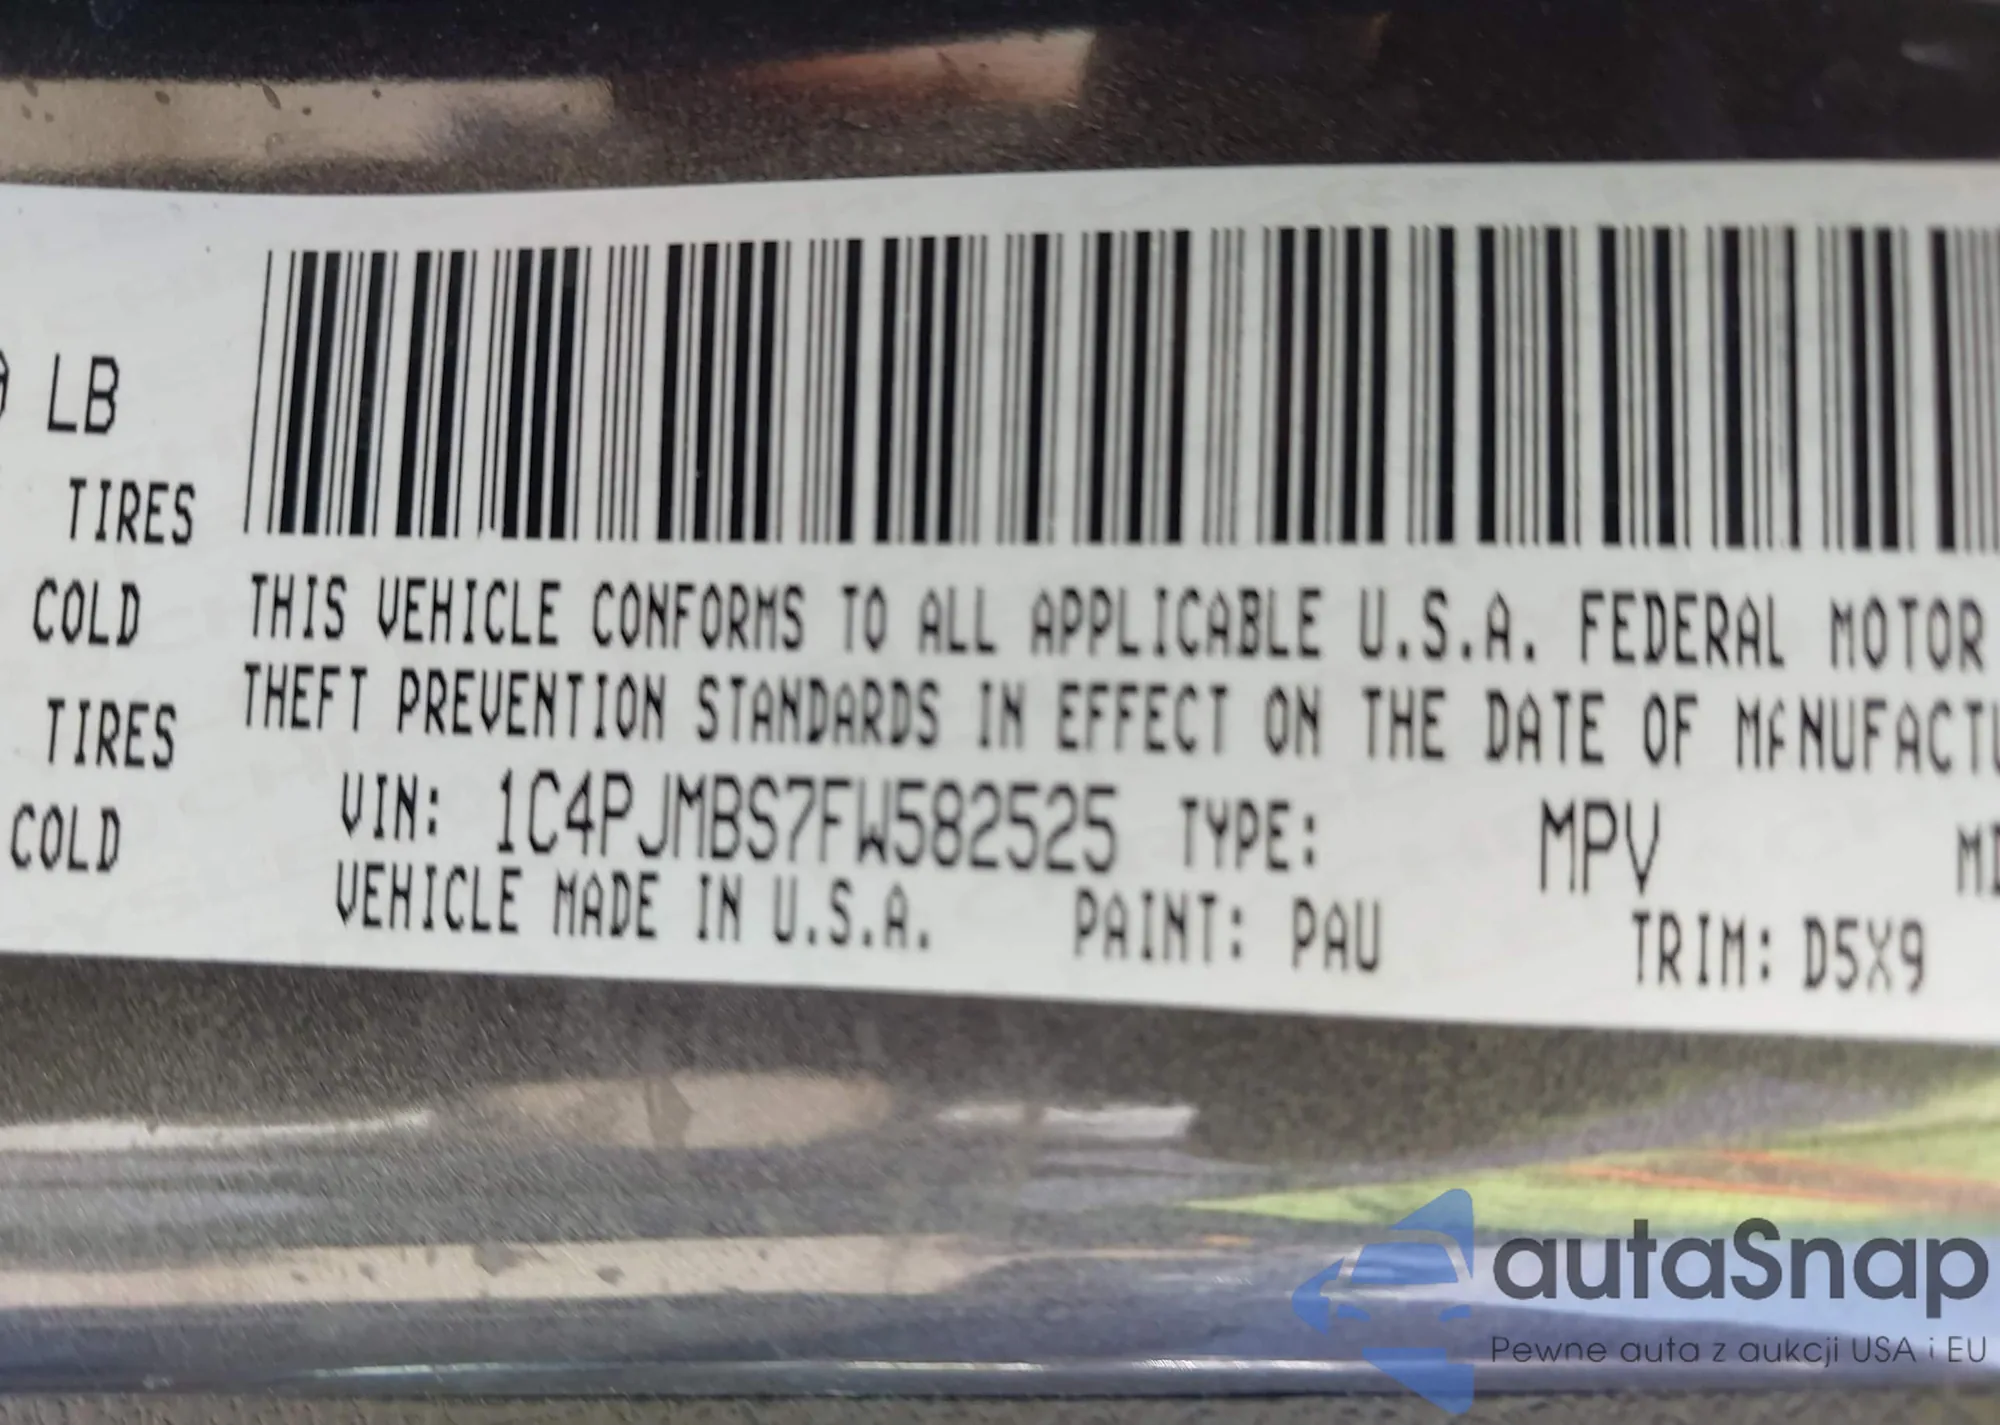 LB
TIRES
COLD
TIRES
COLD
THIS VEHICLE CONFORMS TO ALL APPLICABLE U.S.A. FEDERAL MOTOR
THEFT PREVENTION STANDARDS IN EFFECT ON THE DATE OF MANUFACTU
VIN: 1C4PJMBS7FW582525 TYPE: MPV
VEHICLE MADE IN U.S.A. PAINT: PAU TRIM: D5X9
autaSnap
Pewne auta z aukcji USA i EU